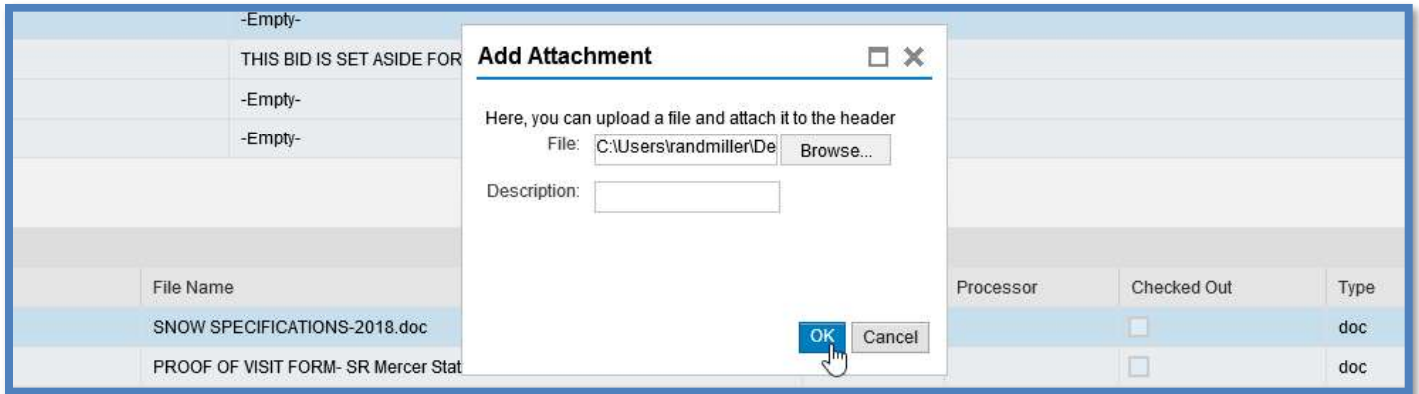 -Empty-
THIS BID IS SET ASIDE FOR
-Empty-
-Empty-
Add Attachment
Here, you can upload a file and attach it to the header
File: C:\Users\randmiller\De Browse...
Description:
OK Cancel
File Name Processor Checked Out Type
SNOW SPECIFICATIONS-2018.doc doc
PROOF OF VISIT FORM- SR Mercer Stat doc